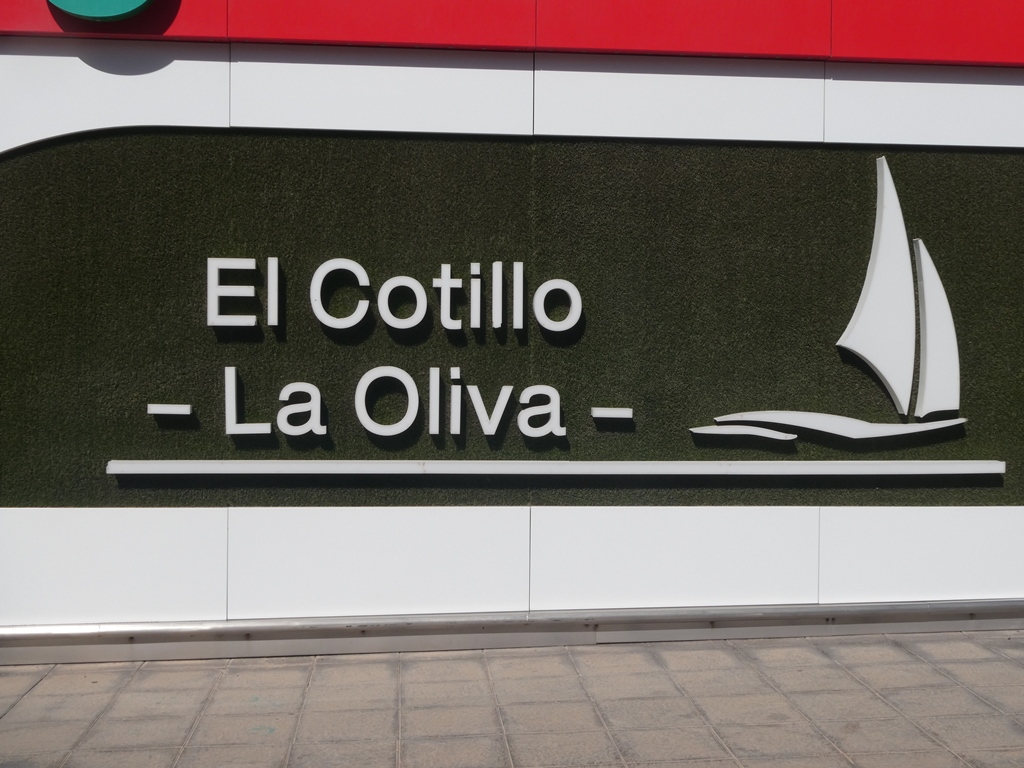 El Cotillo
- La Oliva -